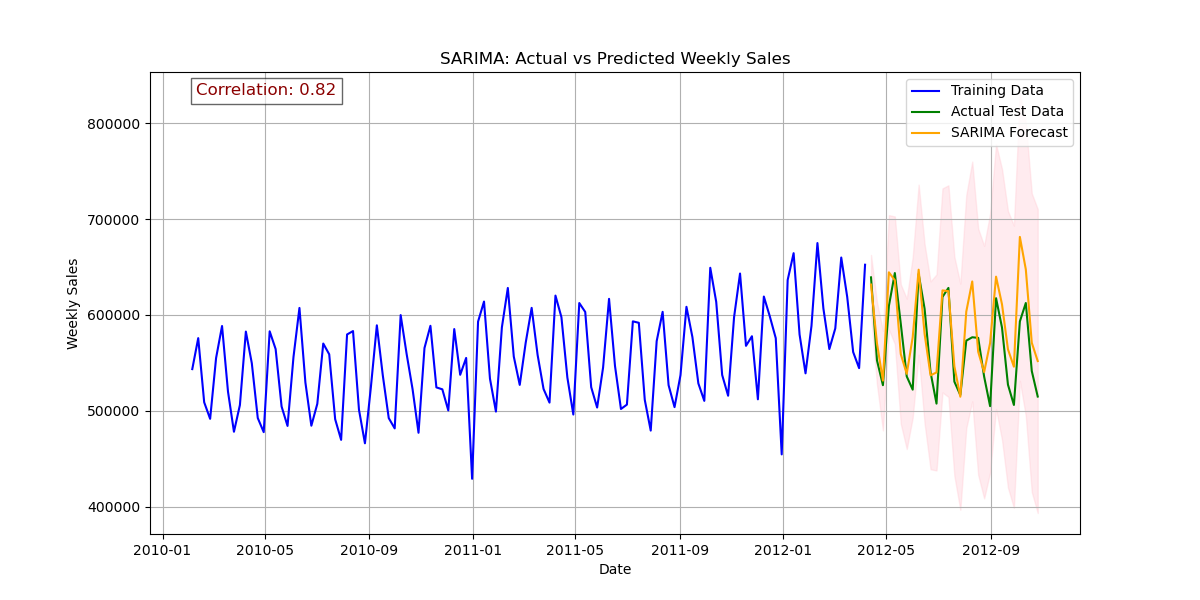 SARIMA: Actual vs Predicted Weekly Sales
Correlation: 0.82
Training Data
Actual Test Data
SARIMA Forecast
Weekly Sales
800000
700000
600000
500000
400000
2010-01 2010-05 2010-09 2011-01 2011-05 2011-09 2012-01 2012-05 2012-09
Date